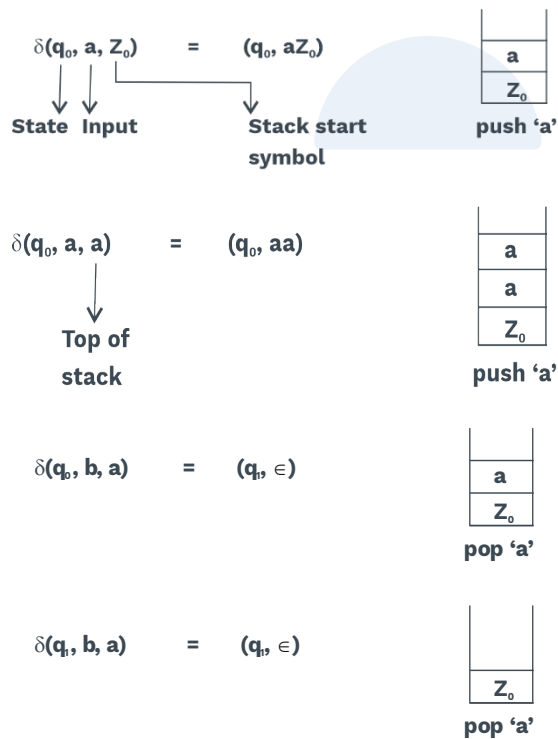 δ(q₀, a, Z₀) = (q₀, aZ₀)
a
Z₀
State Input Stack start symbol push ‘a’
δ(q₀, a, a) = (q₀, aa)
a
a
Z₀
Top of stack
push ‘a’
δ(q₀, b, a) = (q₁, ∈)
a
Z₀
pop ‘a’
δ(q₁, b, a) = (q₁, ∈)
Z₀
pop ‘a’